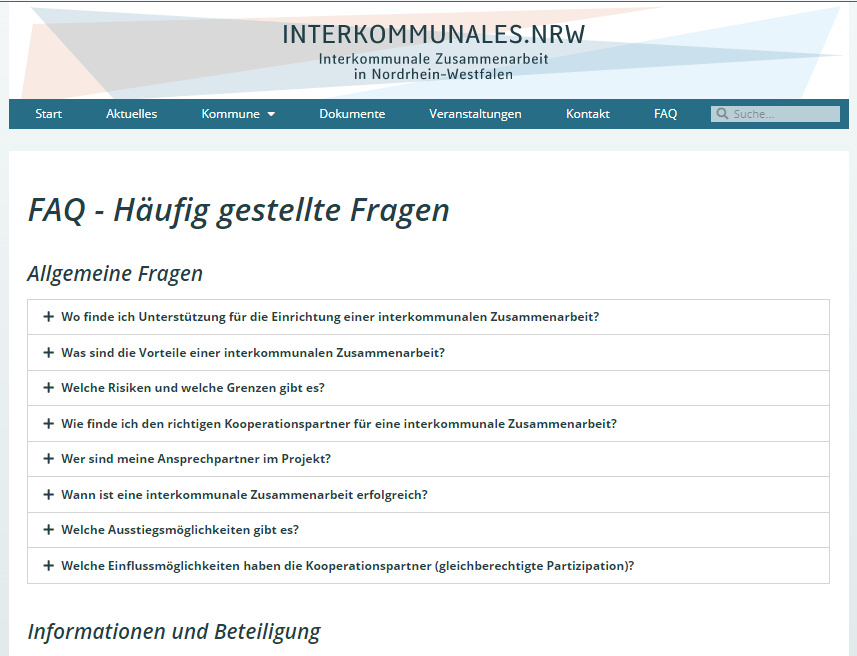 INTERKOMMUNALES.NRW
Interkommunale Zusammenarbeit
in Nordrhein-Westfalen
Start Aktuelles Kommune Dokumente Veranstaltungen Kontakt FAQ Suche...
FAQ - Häufig gestellte Fragen
Allgemeine Fragen
Wo finde ich Unterstützung für die Einrichtung einer interkommunalen Zusammenarbeit?
Was sind die Vorteile einer interkommunalen Zusammenarbeit?
Welche Risiken und welche Grenzen gibt es?
Wie finde ich den richtigen Kooperationspartner für eine interkommunale Zusammenarbeit?
Wer sind meine Ansprechpartner im Projekt?
Wann ist eine interkommunale Zusammenarbeit erfolgreich?
Welche Ausstiegsmöglichkeiten gibt es?
Welche Einflussmöglichkeiten haben die Kooperationspartner (gleichberechtigte Partizipation)?
Informationen und Beteiligung